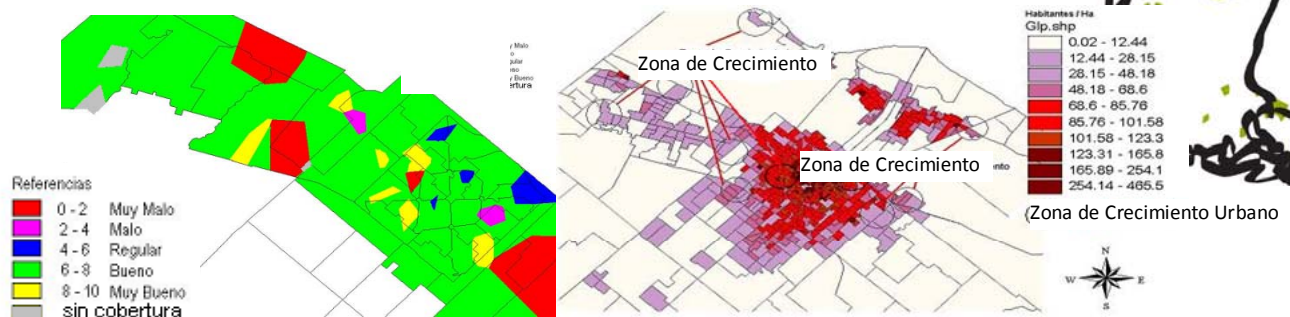 Referencias
0 - 2 Muy Malo
2 - 4 Malo
4 - 6 Regular
6 - 8 Bueno
8 - 10 Muy Bueno
sin cobertura
Muy Malo
Zona de Crecimiento
Zona de Crecimiento
Habitantes / Ha
Glp.shp
0.02 - 12.44
12.44 - 28.15
28.15 - 48.18
48.18 - 68.6
68.6 - 85.76
85.76 - 101.58
101.58 - 123.3
123.31 - 165.8
165.89 - 254.1
254.14 - 465.5
(Zona de Crecimiento Urbano
N
W E
S